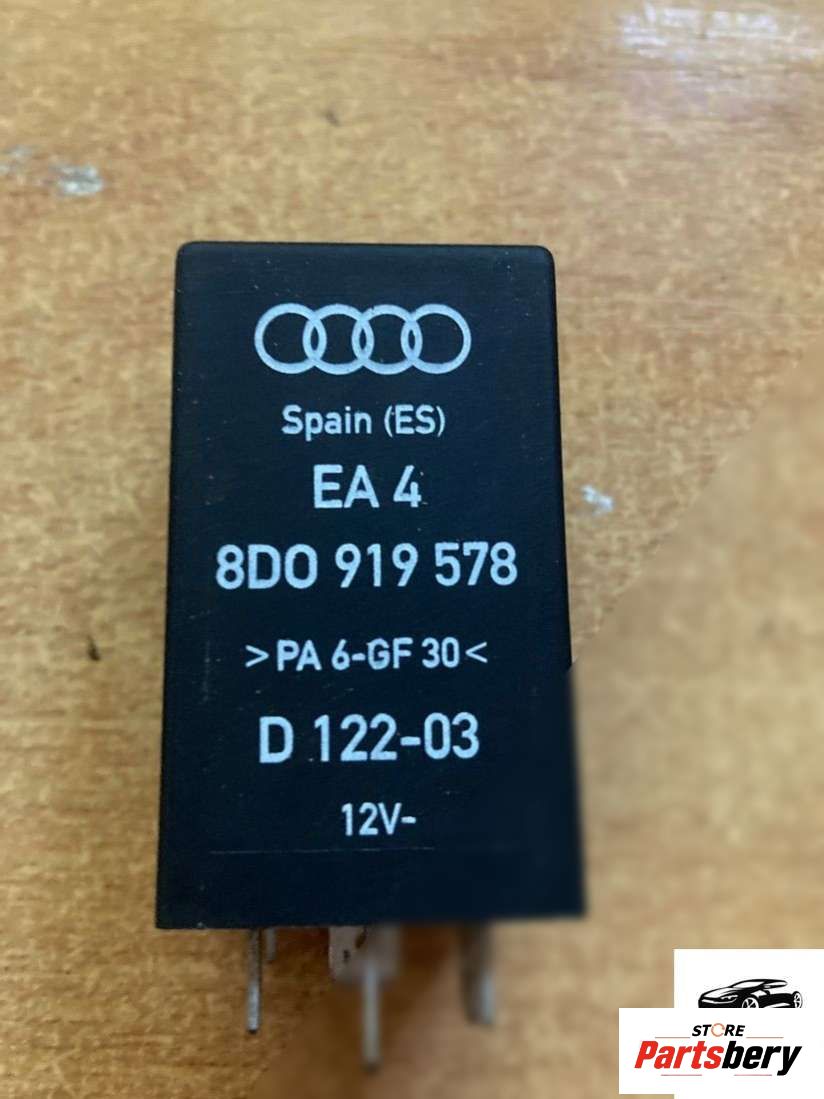 Spain (ES)
EA 4
8D0 919 578
>PA 6-GF 30<
D 122-03
12V-
STORE
Partsbery